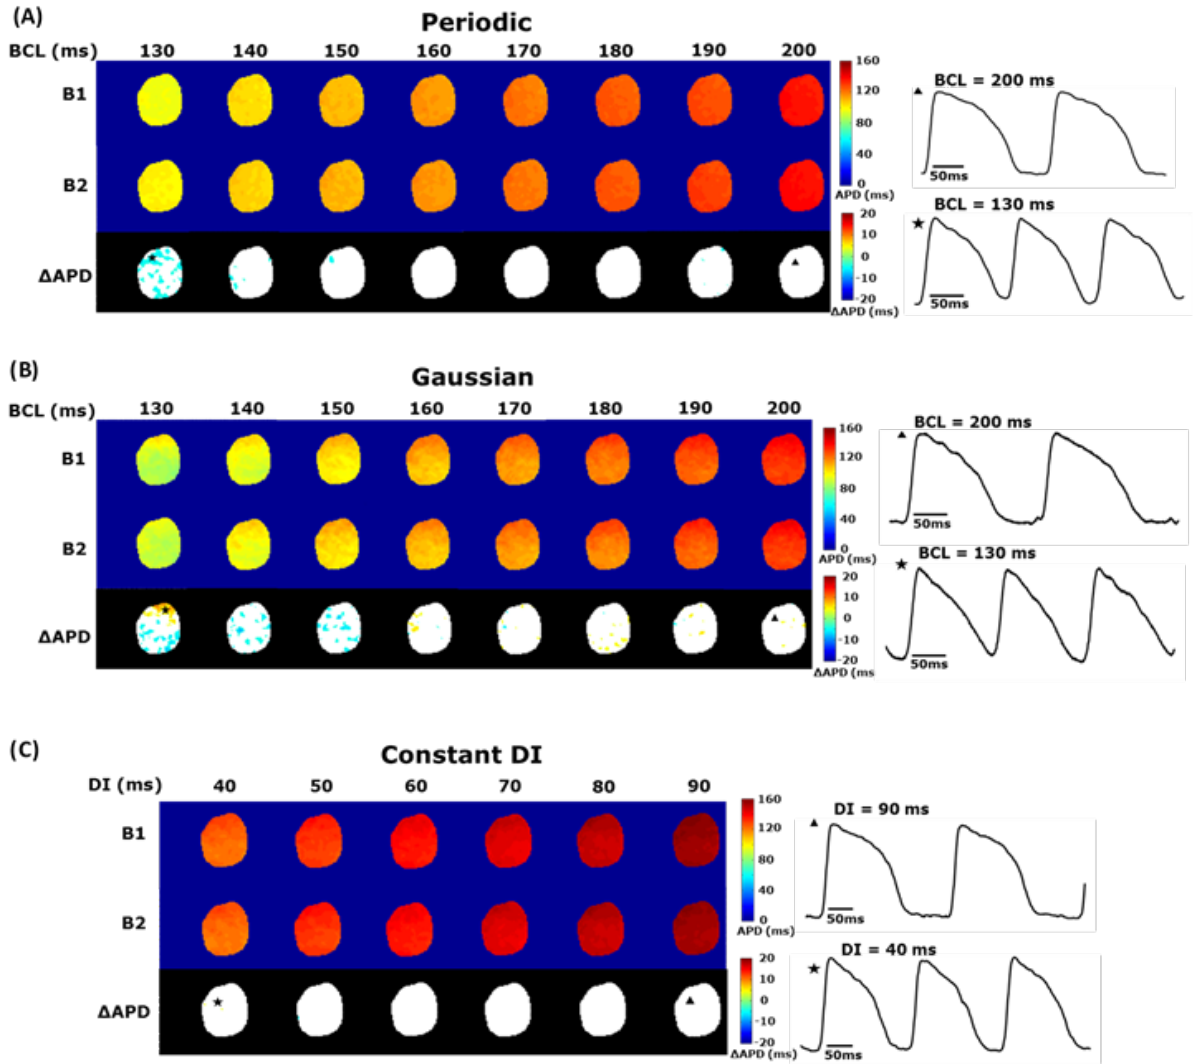 (A)
Periodic
BCL (ms) 130 140 150 160 170 180 190 200
B1
B2
ΔAPD
160
120
80
40
0
APD (ms)
20
10
0
-10
-20
ΔAPD (ms)
BCL = 200 ms
50ms
BCL = 130 ms
50ms
(B)
Gaussian
BCL (ms) 130 140 150 160 170 180 190 200
B1
B2
ΔAPD
160
120
80
40
0
APD (ms)
20
10
0
-10
-20
ΔAPD (ms
BCL = 200 ms
50ms
BCL = 130 ms
50ms
(C)
Constant DI
DI (ms) 40 50 60 70 80 90
B1
B2
ΔAPD
160
120
80
40
0
APD (ms)
20
10
0
-10
-20
ΔAPD (ms)
DI = 90 ms
50ms
DI = 40 ms
50ms